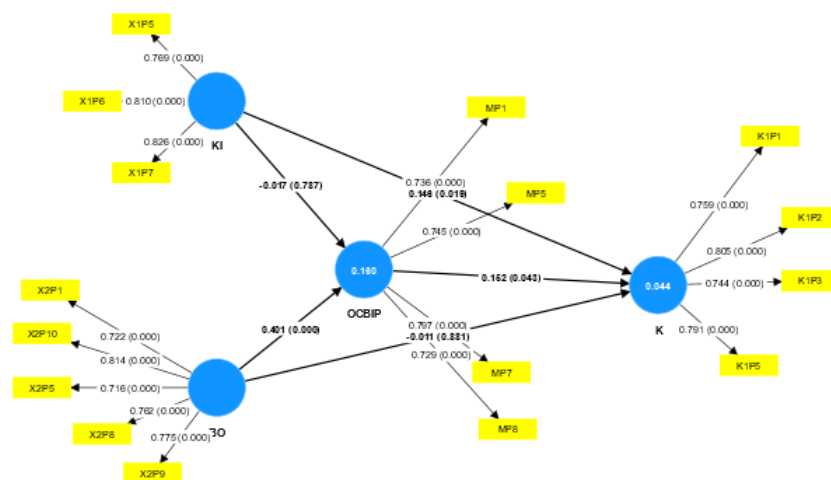 X1P5
0.769 (0.000)
X1P6
0.810 (0.000)
KI
0.826 (0.000)
X1P7
MP1
K1P1
-0.017 (0.787)
0.736 (0.000)
0.146 (0.019)
MP5
0.759 (0.000)
K1P2
0.745 (0.000)
0.805 (0.000)
0.160
0.152 (0.043)
0.044
0.744 (0.000)
K1P3
X2P1
OCBIP
K
0.722 (0.000)
0.401 (0.000)
0.797 (0.000)
-0.011 (0.881)
0.729 (0.000)
0.791 (0.000)
X2P10
0.814 (0.000)
K1P5
MP7
X2P5
0.716 (0.000)
0.762 (0.000)
X2P8
MP8
0.775 (0.000)
X2P9